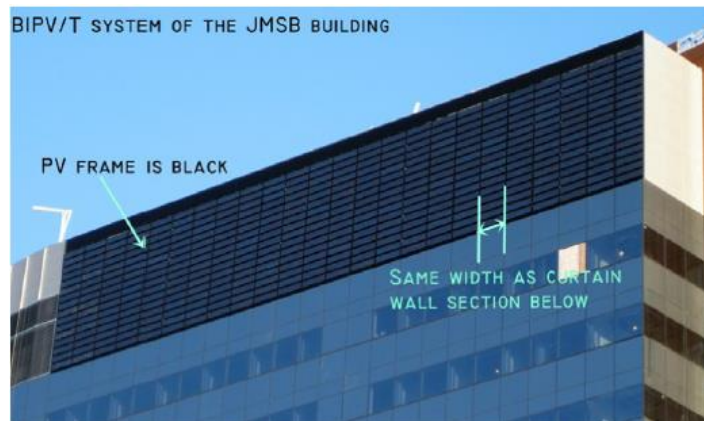 BIPV/T SYSTEM OF THE JMSB BUILDING
PV FRAME IS BLACK
SAME WIDTH AS CURTAIN
WALL SECTION BELOW